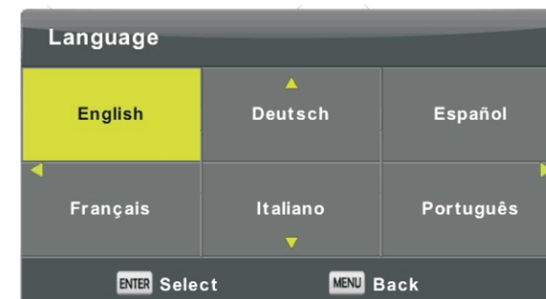 Language
English Deutsch Español
Français Italiano Português
ENTER Select MENU Back